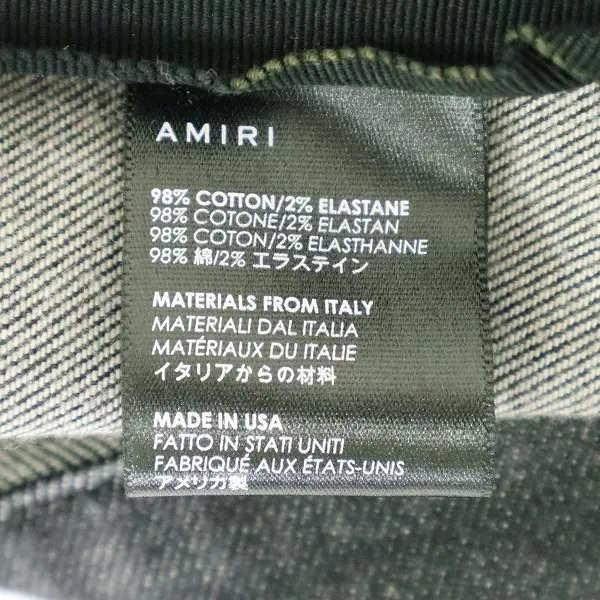 AMIRI
98% COTTON/2% ELASTANE
98% COTONE/2% ELASTAN
98% COTON/2% ELASTHANNE
98% 綿/2% エラステイン
MATERIALS FROM ITALY
MATERIALI DAL ITALIA
MATÉRIAUX DU ITALIE
イタリアからの材料
MADE IN USA
FATTO IN STATI UNITI
FABRIQUÉ AUX ÉTATS-UNIS
アメリカ製